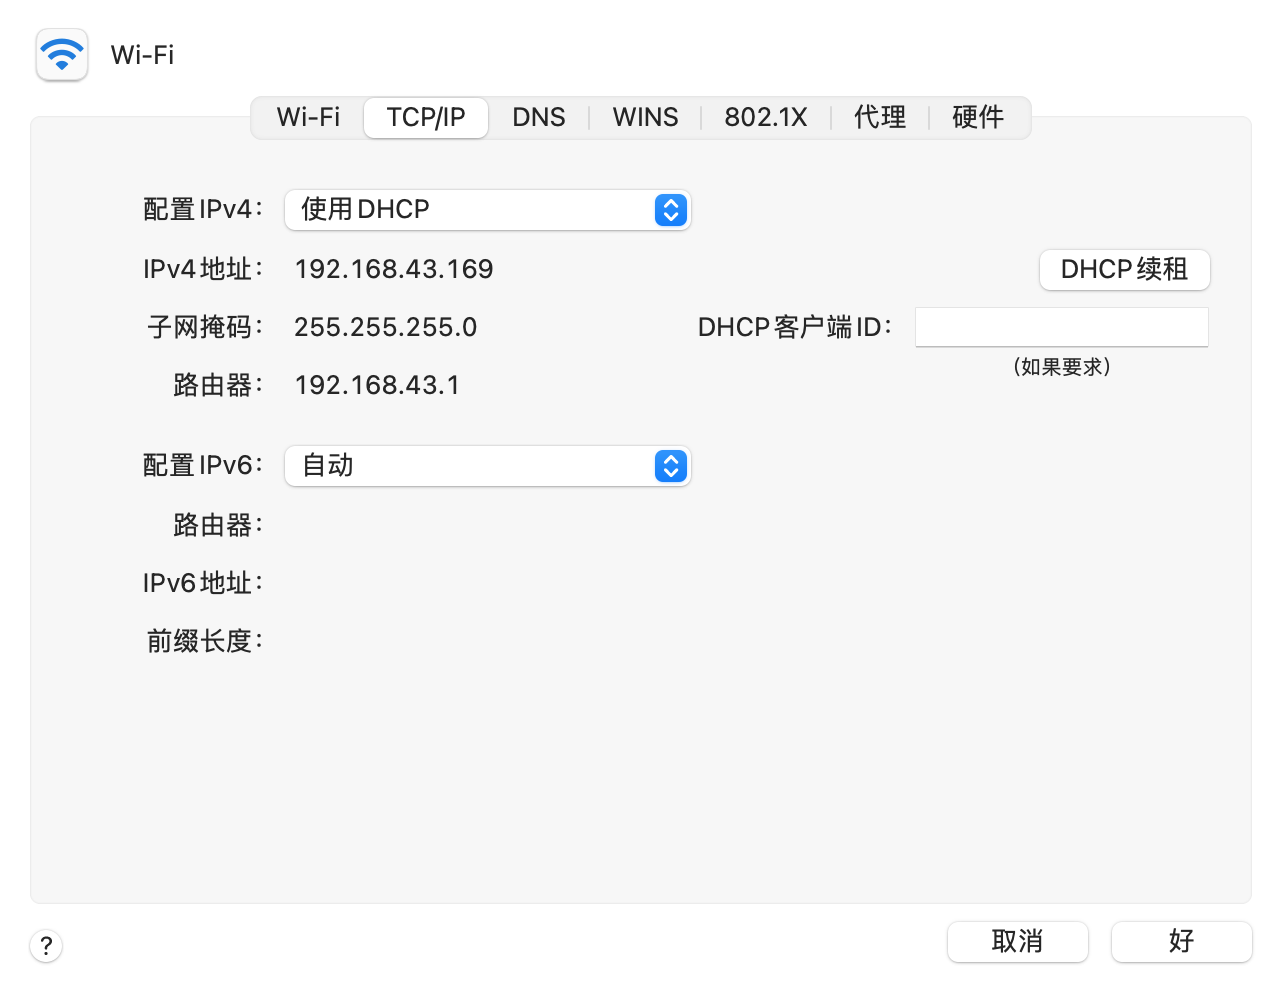 Wi-Fi
Wi-Fi TCP/IP DNS WINS 802.1X 代理 硬件
配置 IPv4： 使用 DHCP
IPv4 地址： 192.168.43.169 DHCP 续租
子网掩码： 255.255.255.0 DHCP 客户端 ID：
（如果要求）
路由器： 192.168.43.1
配置 IPv6： 自动
路由器：
IPv6 地址：
前缀长度：
? 取消 好